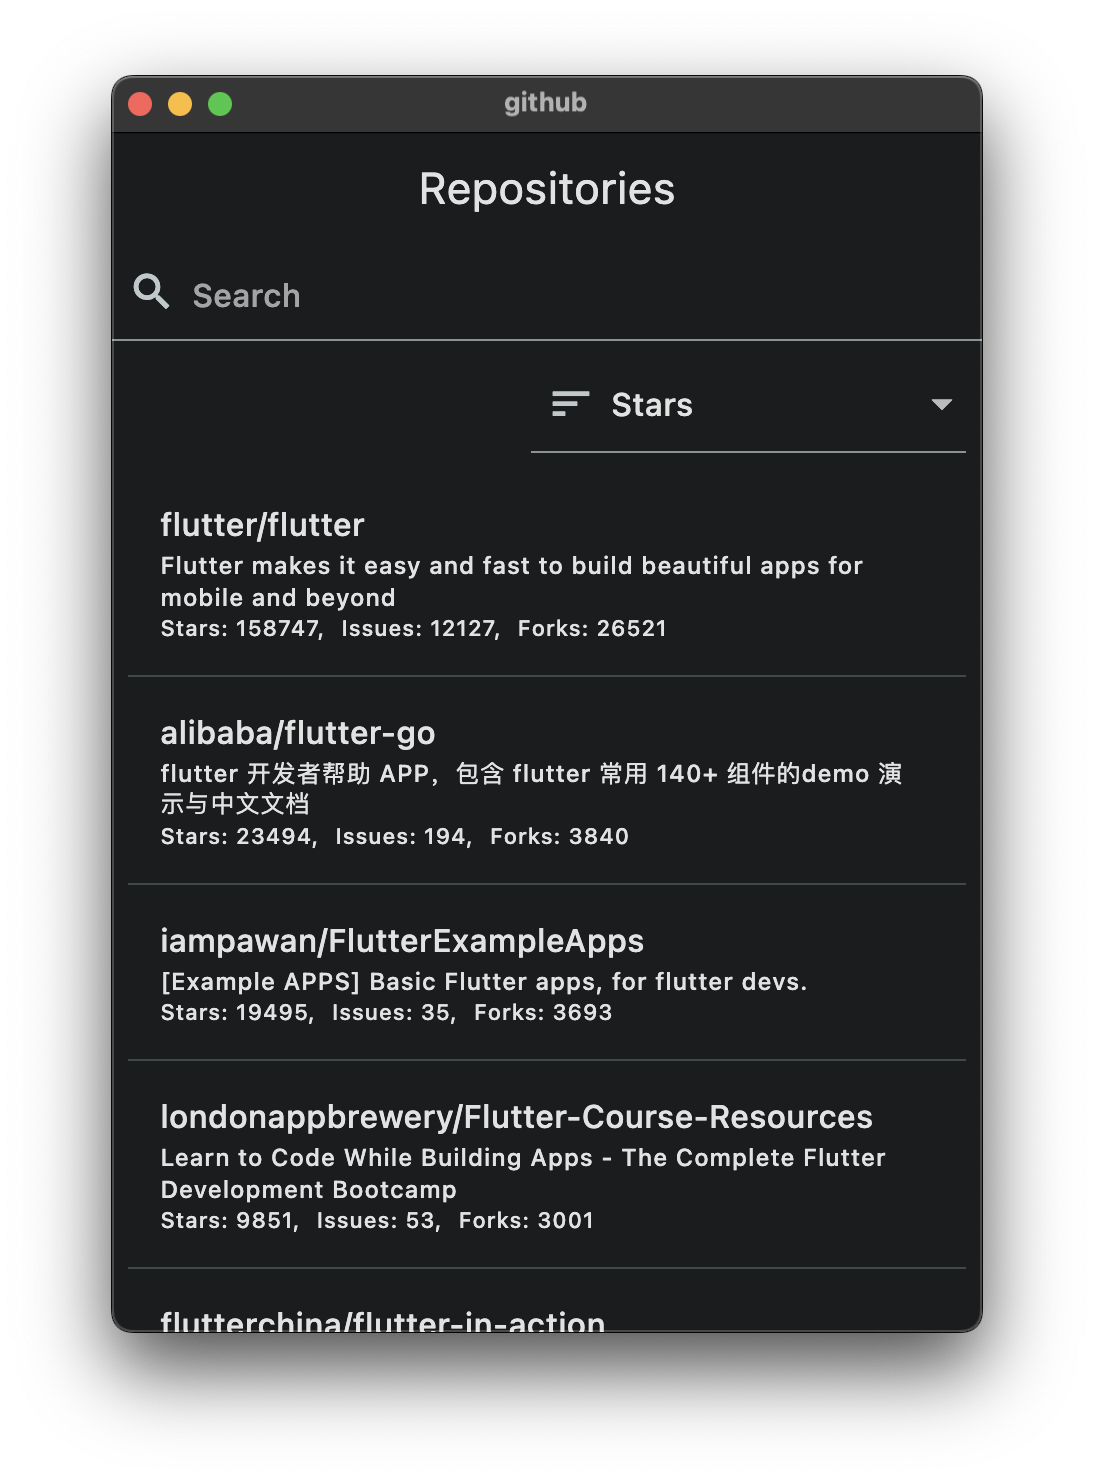 github
Repositories
Search
Stars
flutter/flutter
Flutter makes it easy and fast to build beautiful apps for
mobile and beyond
Stars: 158747, Issues: 12127, Forks: 26521
alibaba/flutter-go
flutter 开发者帮助 APP，包含 flutter 常用 140+ 组件的demo 演
示与中文文档
Stars: 23494, Issues: 194, Forks: 3840
iampawan/FlutterExampleApps
[Example APPS] Basic Flutter apps, for flutter devs.
Stars: 19495, Issues: 35, Forks: 3693
londonappbrewery/Flutter-Course-Resources
Learn to Code While Building Apps - The Complete Flutter
Development Bootcamp
Stars: 9851, Issues: 53, Forks: 3001
flutterchina/flutter-in-action